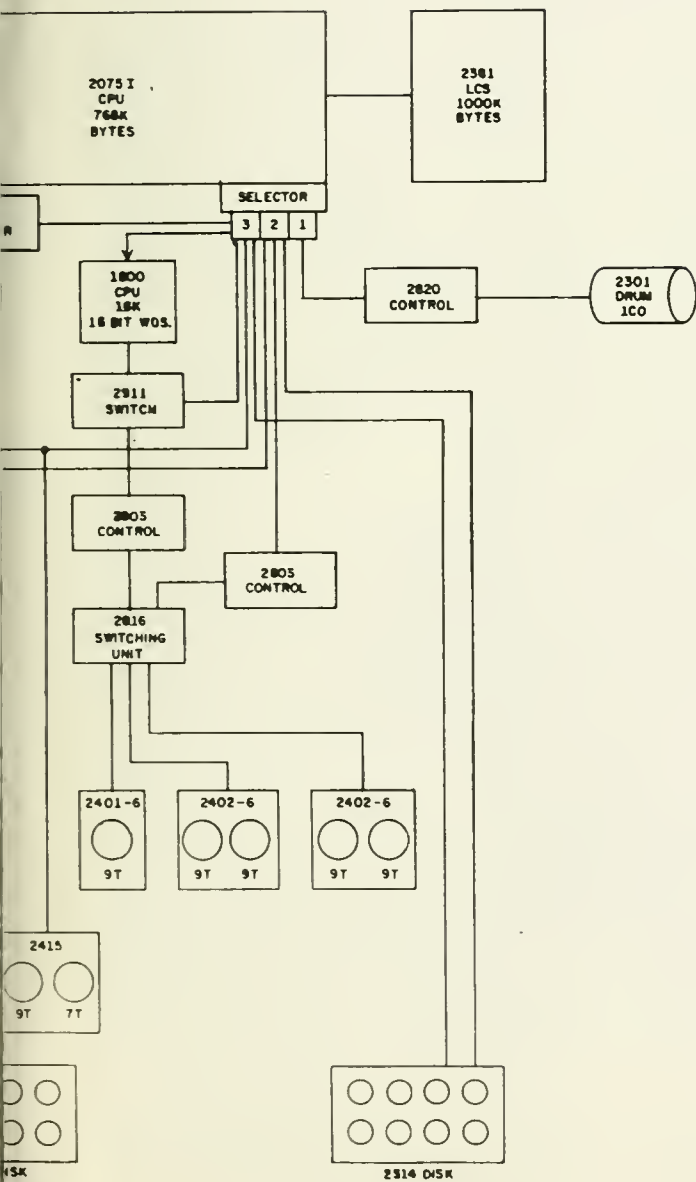 2075 I
CPU
768K
BYTES
2361
LCS
1000K
BYTES
SELECTOR
3 2 1
R
1800
CPU
16K
16 BIT WDS.
2820
CONTROL
2301
DRUM
1CO
2911
SWITCH
2803
CONTROL
2803
CONTROL
2816
SWITCHING
UNIT
2401-6
9T
2402-6
9T 9T
2402-6
9T 9T
2415
9T 7T
ISK
2314 DISK